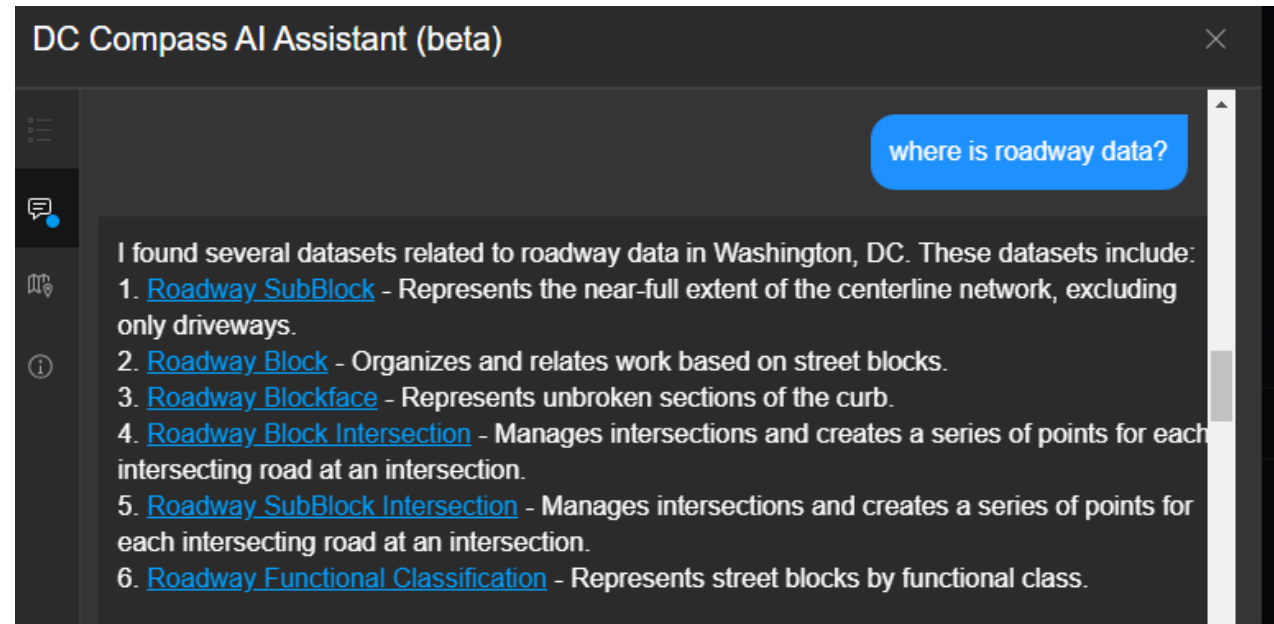 DC Compass AI Assistant (beta)
where is roadway data?
I found several datasets related to roadway data in Washington, DC. These datasets include:
1. Roadway SubBlock - Represents the near-full extent of the centerline network, excluding
only driveways.
2. Roadway Block - Organizes and relates work based on street blocks.
3. Roadway Blockface - Represents unbroken sections of the curb.
4. Roadway Block Intersection - Manages intersections and creates a series of points for each
intersecting road at an intersection.
5. Roadway SubBlock Intersection - Manages intersections and creates a series of points for
each intersecting road at an intersection.
6. Roadway Functional Classification - Represents street blocks by functional class.